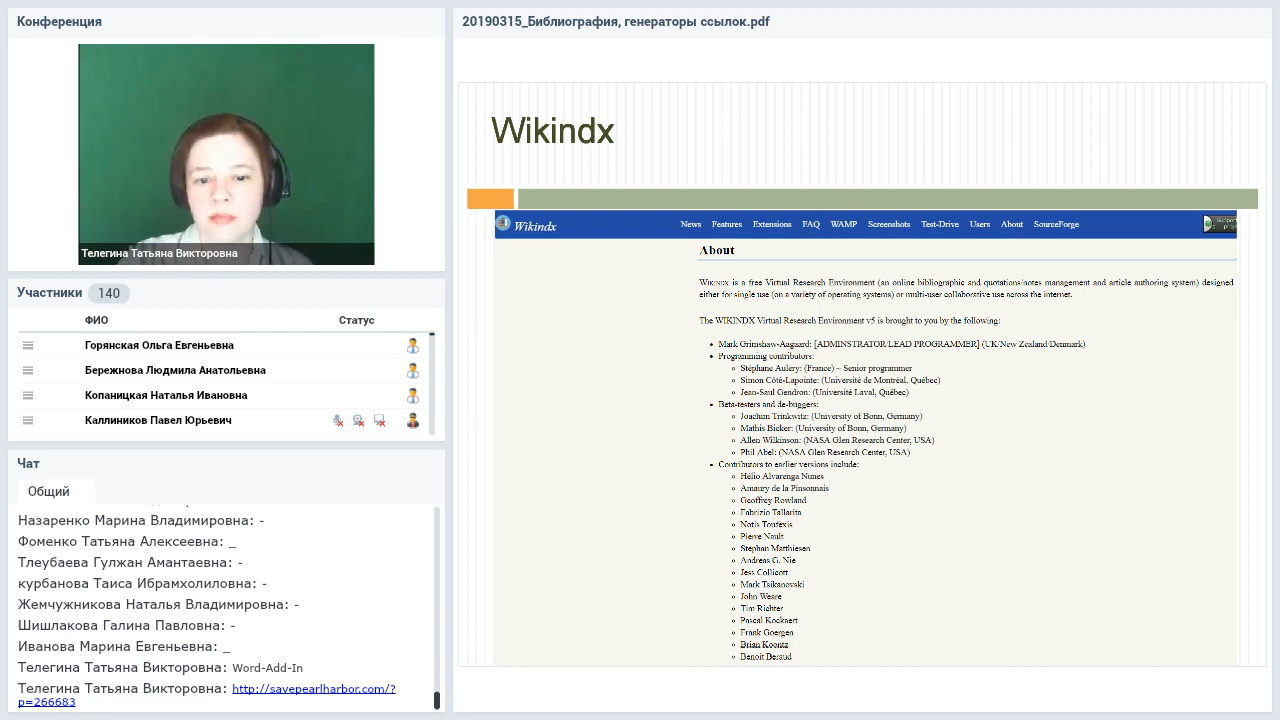 Конференция
Телегина Татьяна Викторовна
Участники 140
ФИО Статус
Горянская Ольга Евгеньевна
Бережнова Людмила Анатольевна
Копаницкая Наталья Ивановна
Каллиников Павел Юрьевич
Чат
Общий
Назаренко Марина Владимировна: -
Фоменко Татьяна Алексеевна: _
Тлеубаева Гулжан Амантаевна: -
курбанова Таиса Ибрамхолиловна: -
Жемчужникова Наталья Владимировна: -
Шишлакова Галина Павловна: -
Иванова Марина Евгеньевна: _
Телегина Татьяна Викторовна: Word-Add-In
Телегина Татьяна Викторовна: http://savepearlharbor.com/?
p=266683
20190315_Библиография, генераторы ссылок.pdf
Wikindx
Wikindx News Features Extensions FAQ WAMP Screenshots Test-Drive Users About SourceForge
About
WIKINDX is a free Virtual Research Environment (an online bibliographic and quotations/notes management and article authoring system) designed
either for single use (on a variety of operating systems) or multi-user collaborative use across the internet.
The WIKINDX Virtual Research Environment v5 is brought to you by the following:
Mark Grimshaw-Aagaard: [ADMINSTRATOR/LEAD PROGRAMMER] (UK/New Zealand/Denmark)
Programming contributors:
Stéphane Aulery: (France) – Senior programmer
Simon Côté-Lapointe: (Université de Montréal, Québec)
Jean-Saul Gendron: (Université Laval, Québec)
Beta-testers and de-buggers:
Joachim Trinkwitz: (University of Bonn, Germany)
Mathis Bicker: (University of Bonn, Germany)
Allen Wilkinson: (NASA Glen Research Center, USA)
Phil Abel: (NASA Glen Research Center, USA)
Contributors to earlier versions include:
Hélio Alvarenga Nunes
Amaury de la Pinsonnais
Geoffrey Rowland
Fabrizio Tallarita
Notis Toufexis
Pierre Nault
Stephan Matthiesen
Andreas G. Nie
Jess Collicott
Mark Tsikanovski
John Weare
Tim Richter
Pascal Kockaert
Frank Goergen
Brian Koontz
Benoit Beraud